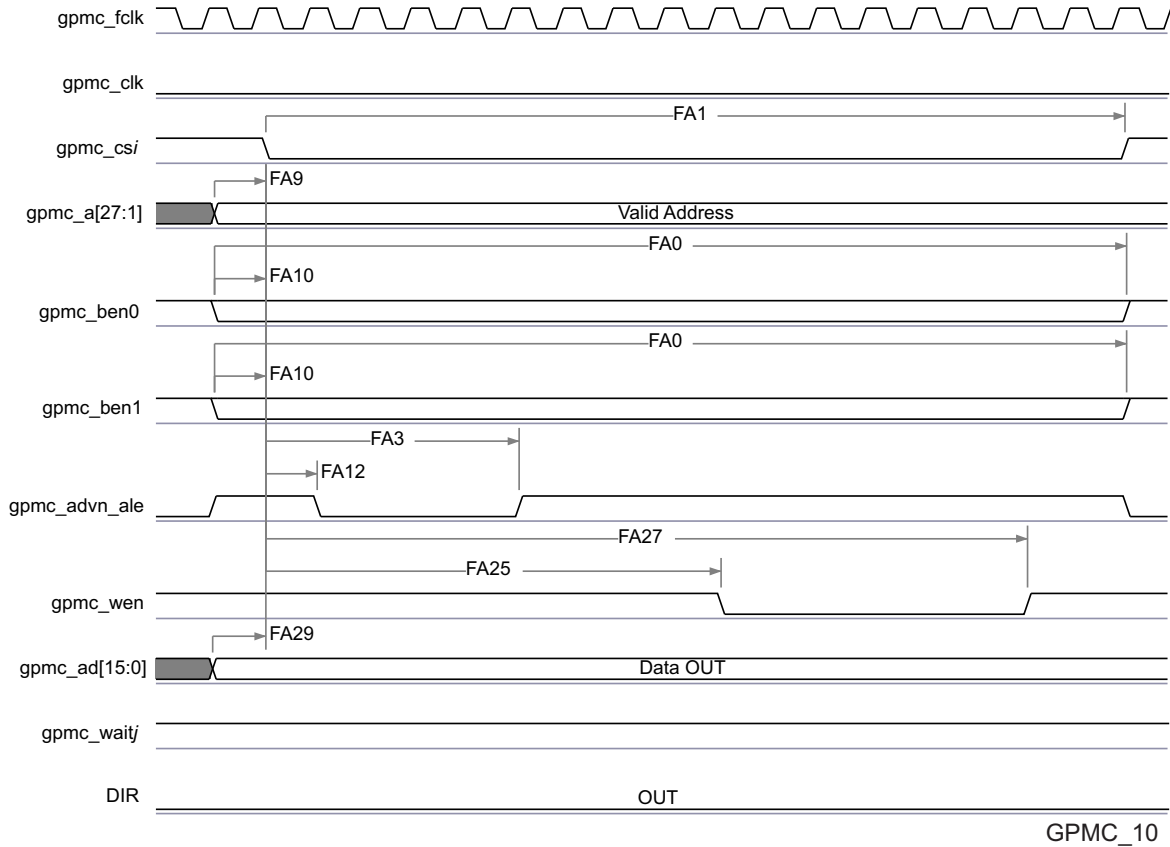 gpmc_fclk
gpmc_clk
FA1
gpmc_csi
FA9
gpmc_a[27:1]
Valid Address
FA0
FA10
gpmc_ben0
FA0
FA10
gpmc_ben1
FA3
FA12
gpmc_advn_ale
FA27
FA25
gpmc_wen
FA29
gpmc_ad[15:0]
Data OUT
gpmc_waitj
DIR
OUT
GPMC_10